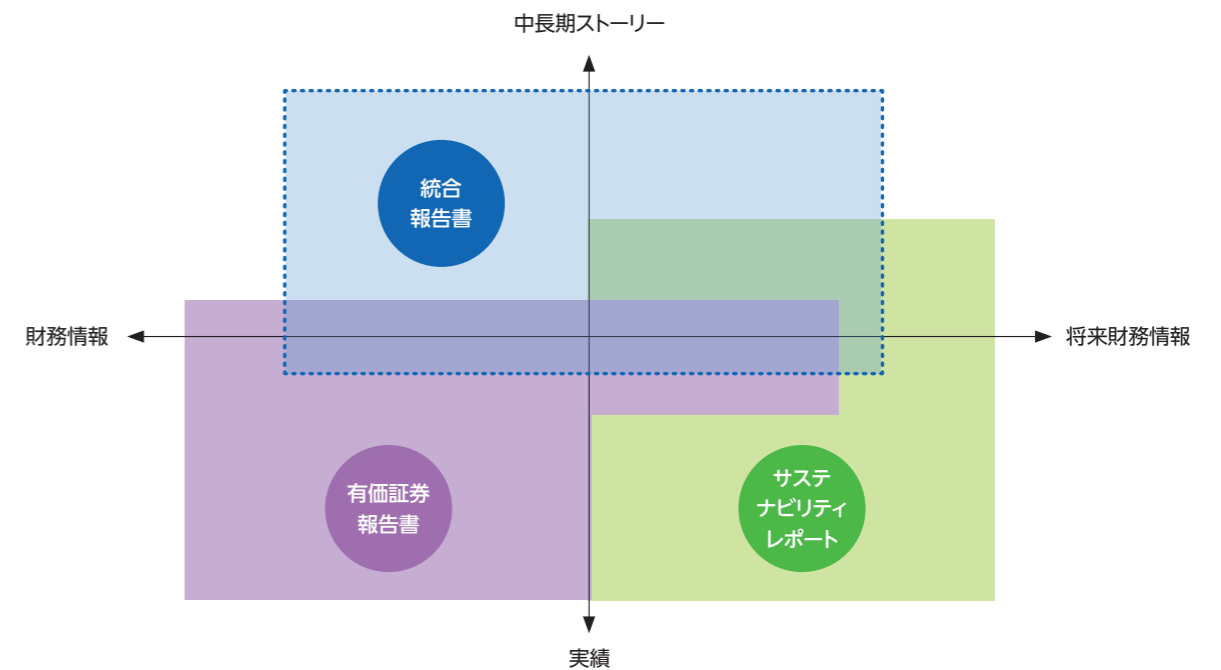 中長期ストーリー
統合
報告書
財務情報
将来財務情報
有価証券
報告書
サステ
ナビリティ
レポート
実績